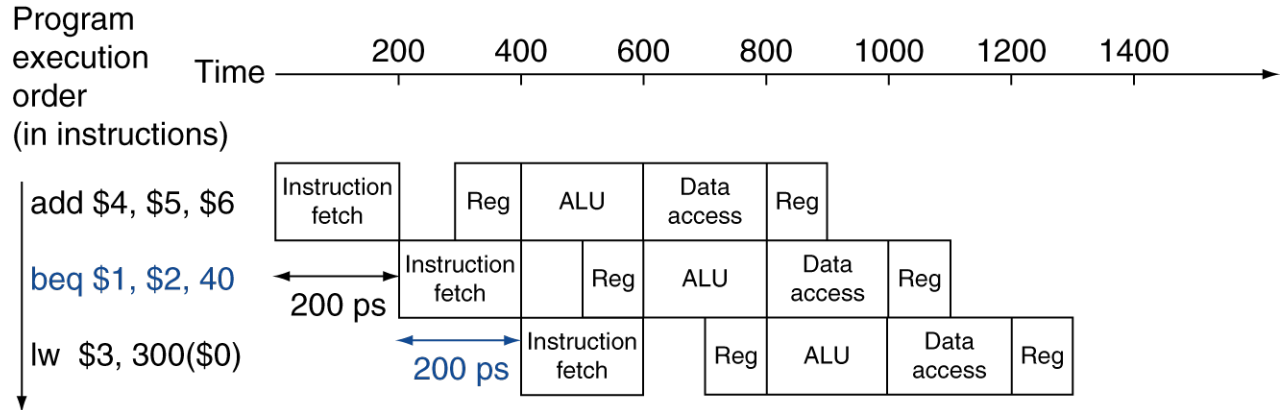 Program
execution
order
(in instructions)
Time
200 400 600 800 1000 1200 1400
add $4, $5, $6
Instruction
fetch
Reg
ALU
Data
access
Reg
beq $1, $2, 40
200 ps
Instruction
fetch
Reg
ALU
Data
access
Reg
lw $3, 300($0)
200 ps
Instruction
fetch
Reg
ALU
Data
access
Reg